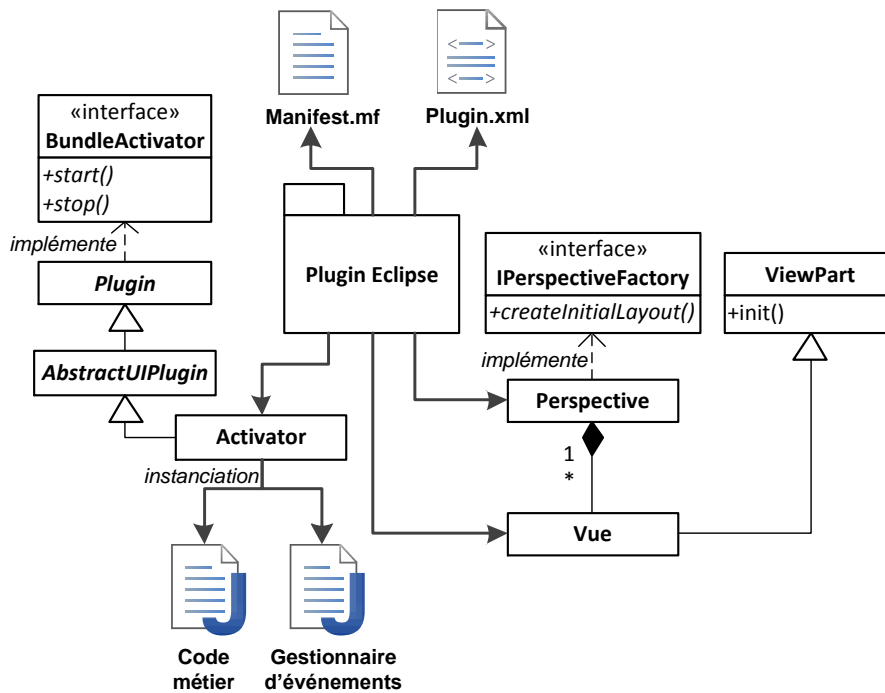 Manifest.mf
Plugin.xml
«interface»
BundleActivator
+start()
+stop()
implémente
Plugin
AbstractUIPlugin
Plugin Eclipse
«interface»
IPerspectiveFactory
+createInitialLayout()
implémente
ViewPart
+init()
Perspective
Activator
instanciation
1
*
Vue
Code
métier
Gestionnaire
d'événements